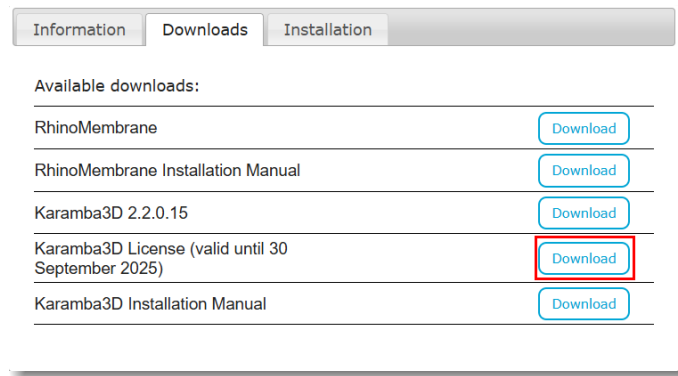 Information Downloads Installation
Available downloads:
RhinoMembrane Download
RhinoMembrane Installation Manual Download
Karamba3D 2.2.0.15 Download
Karamba3D License (valid until 30
September 2025) Download
Karamba3D Installation Manual Download